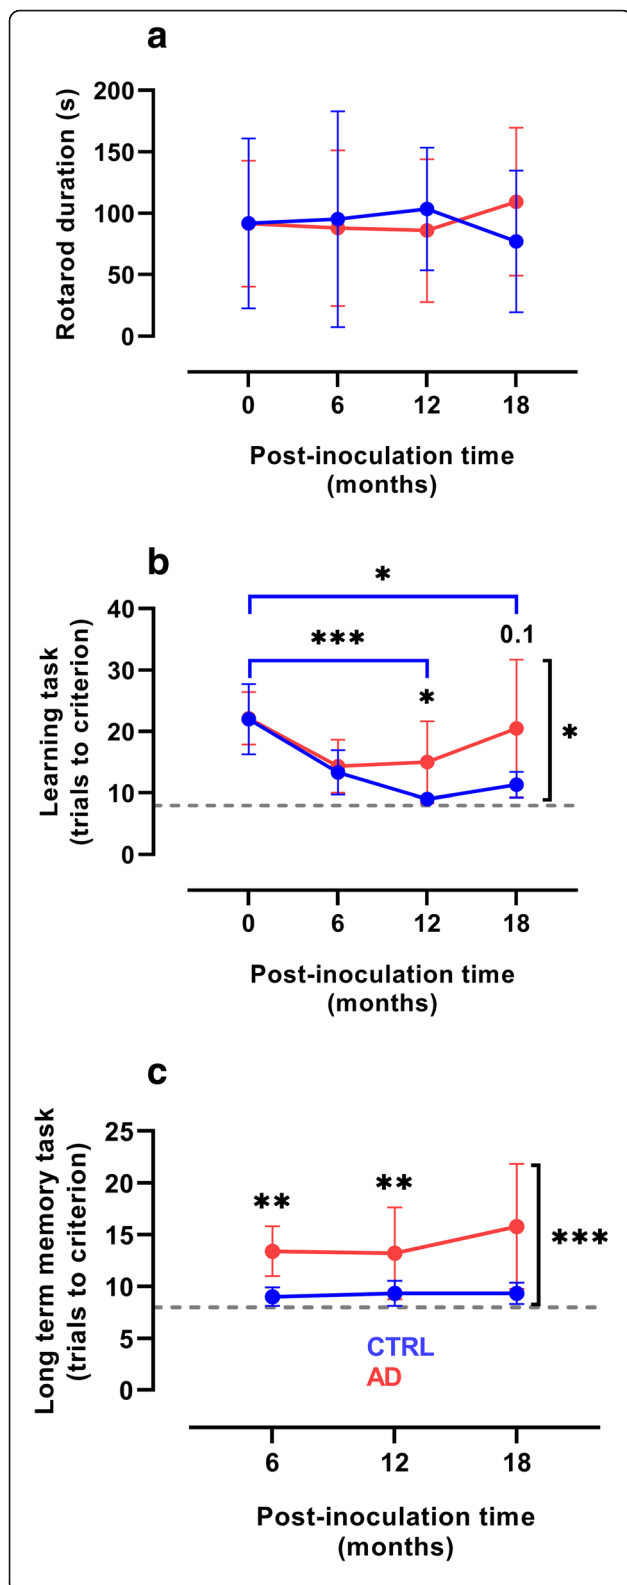 a
Rotarod duration (s)
200
150
100
50
0
0 6 12 18
Post-inoculation time
(months)
b
Learning task
(trials to criterion)
*
40
***
0.1
30
*
*
20
10
0
0 6 12 18
Post-inoculation time
(months)
c
Long term memory task
(trials to criterion)
25
20
**
**
15
***
10
5
0
CTRL
AD
6 12 18
Post-inoculation time
(months)